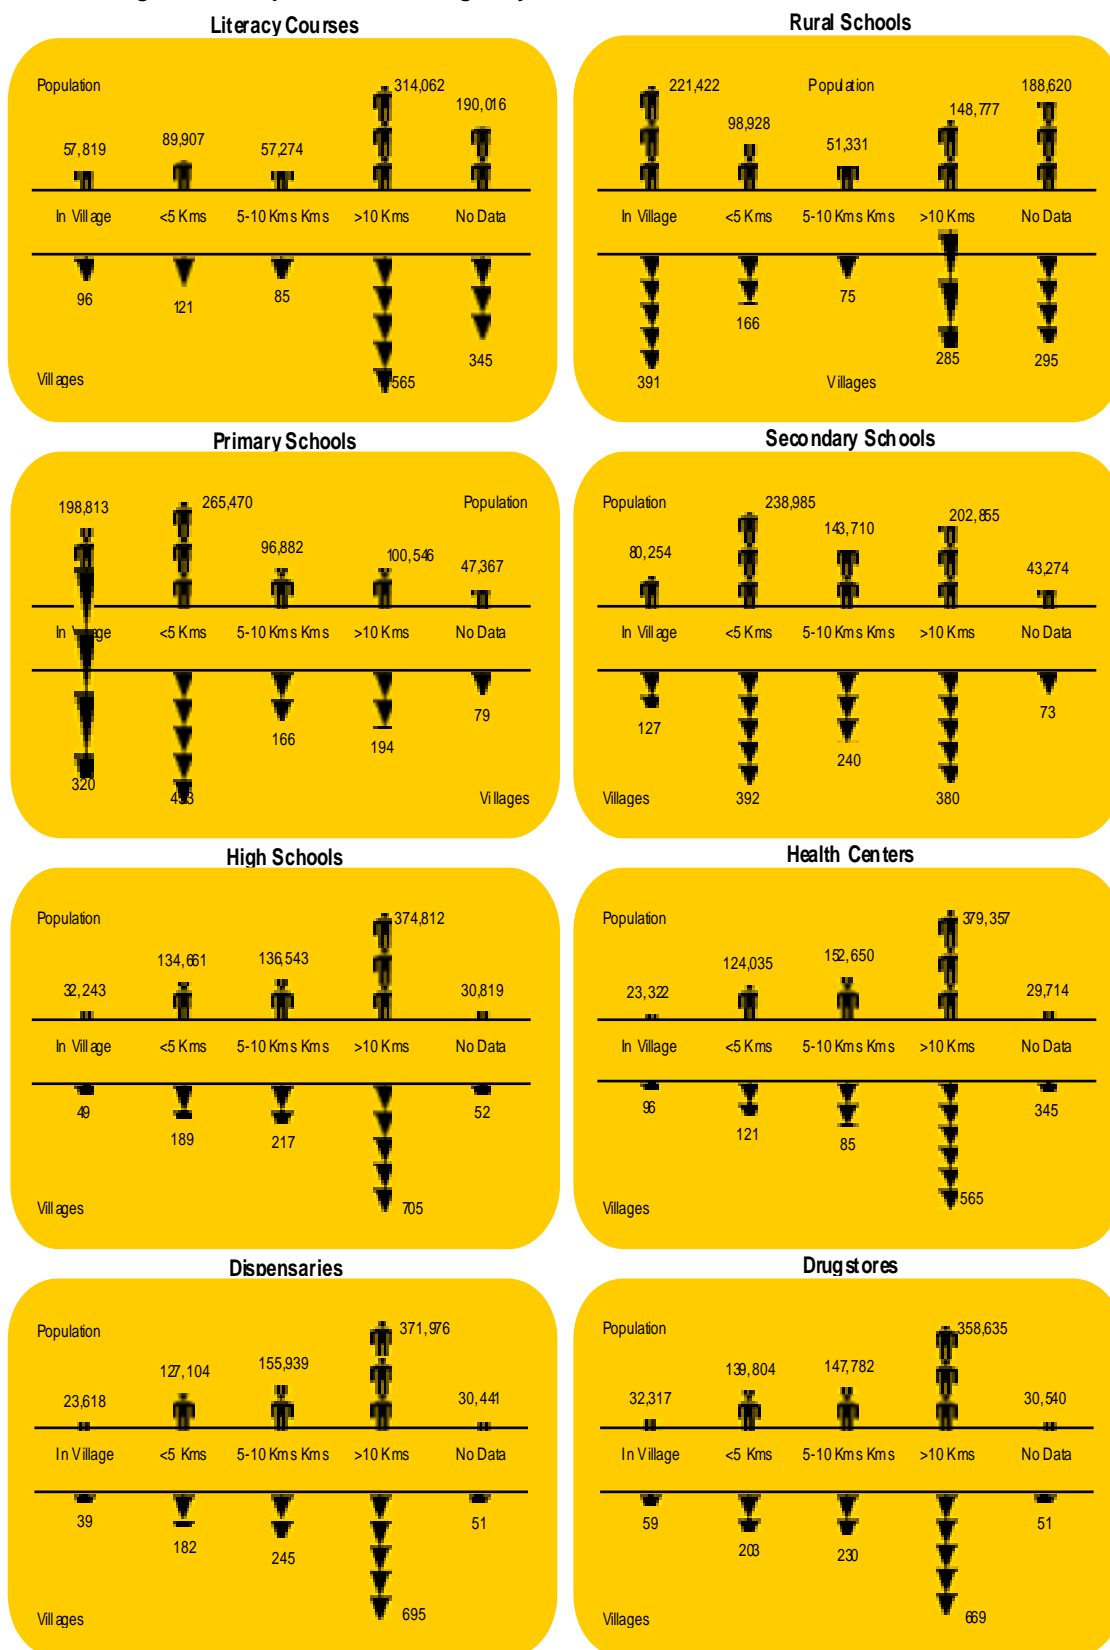 Literacy Courses
Population
57,819
89,907
57,274
314,062
190,016
In Village <5 Kms 5-10 Kms Kms >10 Kms No Data
96
121
85
565
345
Villages
Rural Schools
Population
221,422
98,928
51,331
148,777
188,620
In Village <5 Kms 5-10 Kms Kms >10 Kms No Data
391
166
75
285
295
Villages
Primary Schools
Population
198,813
265,470
96,882
100,546
47,367
In Village <5 Kms 5-10 Kms Kms >10 Kms No Data
320
453
166
194
79
Villages
Secondary Schools
Population
80,254
238,985
143,710
202,855
43,274
In Village <5 Kms 5-10 Kms Kms >10 Kms No Data
127
392
240
380
73
Villages
High Schools
Population
32,243
134,661
136,543
374,812
30,819
In Village <5 Kms 5-10 Kms Kms >10 Kms No Data
49
189
217
705
52
Villages
Health Centers
Population
23,322
124,035
152,650
379,357
29,714
In Village <5 Kms 5-10 Kms Kms >10 Kms No Data
96
121
85
565
345
Villages
Dispensaries
Population
23,618
127,104
155,939
371,976
30,441
In Village <5 Kms 5-10 Kms Kms >10 Kms No Data
39
182
245
695
51
Villages
Drugstores
Population
32,317
139,804
147,782
358,635
30,540
In Village <5 Kms 5-10 Kms Kms >10 Kms No Data
59
203
230
669
51
Villages